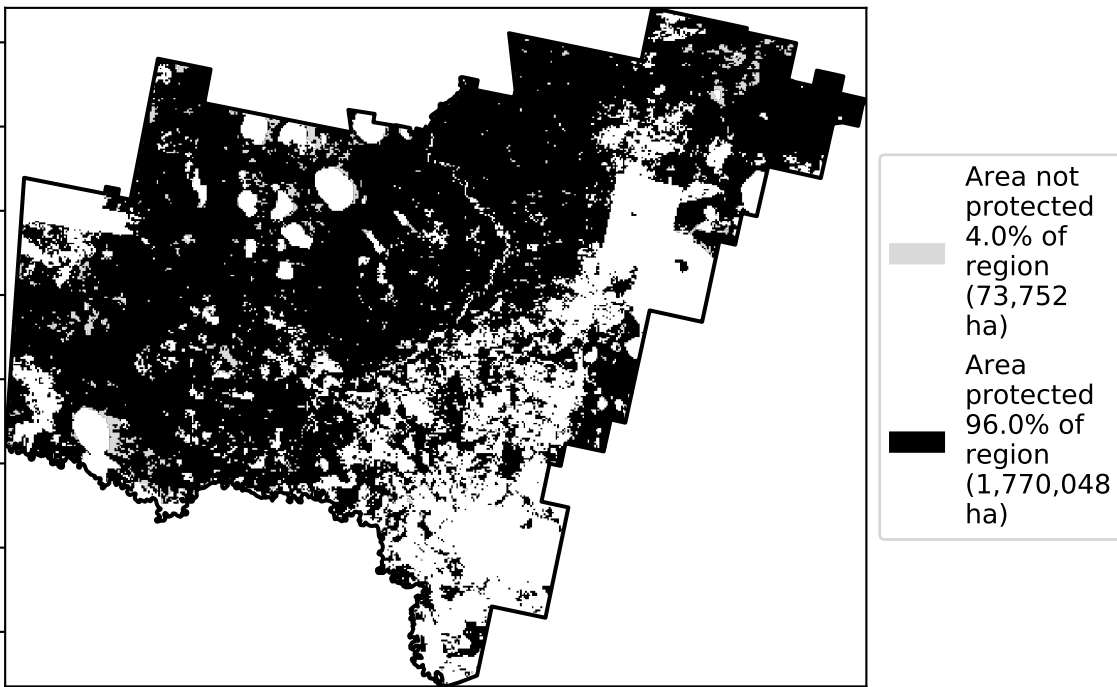 Area not
protected
4.0% of
region
(73,752
ha)
Area
protected
96.0% of
region
(1,770,048
ha)